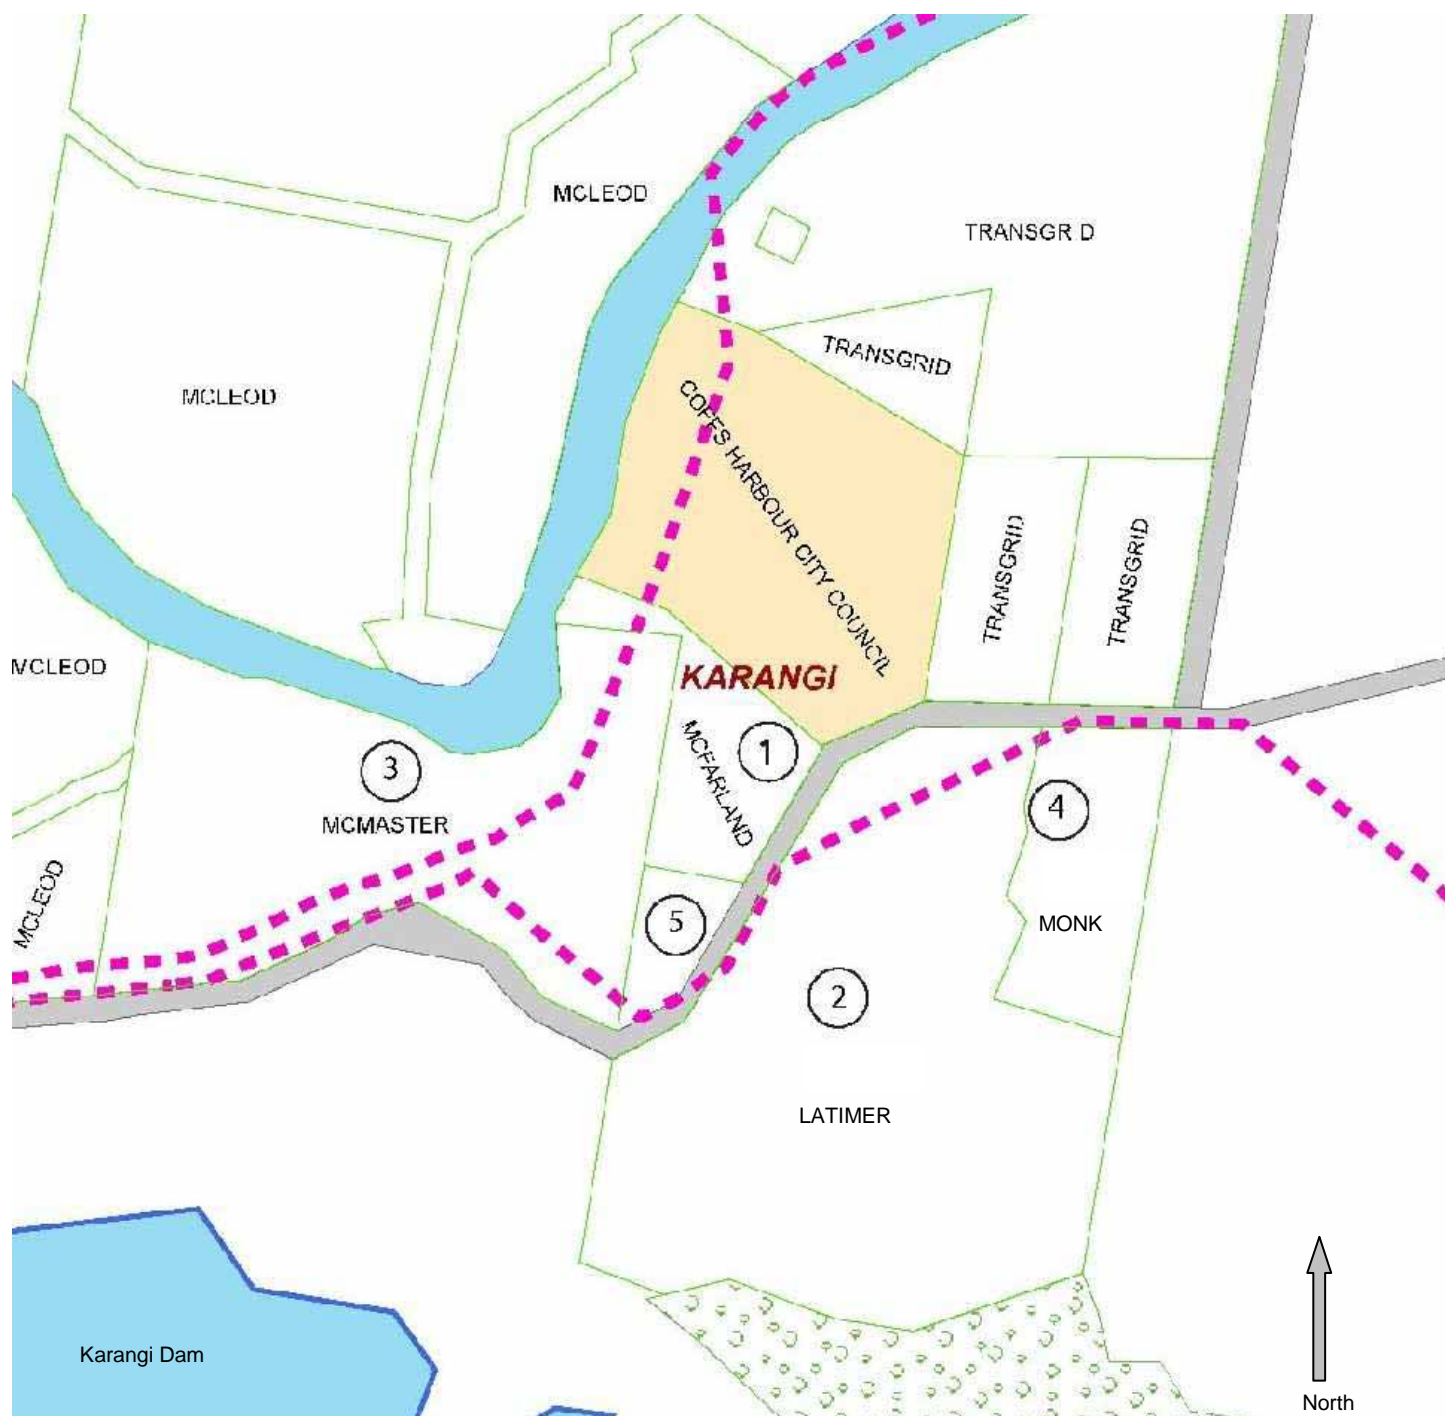 MCLEOD
TRANSGR D
TRANSGRID
MCLEOD
COFFS HARBOUR CITY COUNCIL
TRANSGRID
TRANSGRID
MCLEOD
KARANGI
MCFARLAND
1
3
MCMASTER
4
MCLEOD
5
MONK
2
LATIMER
Karangi Dam
North